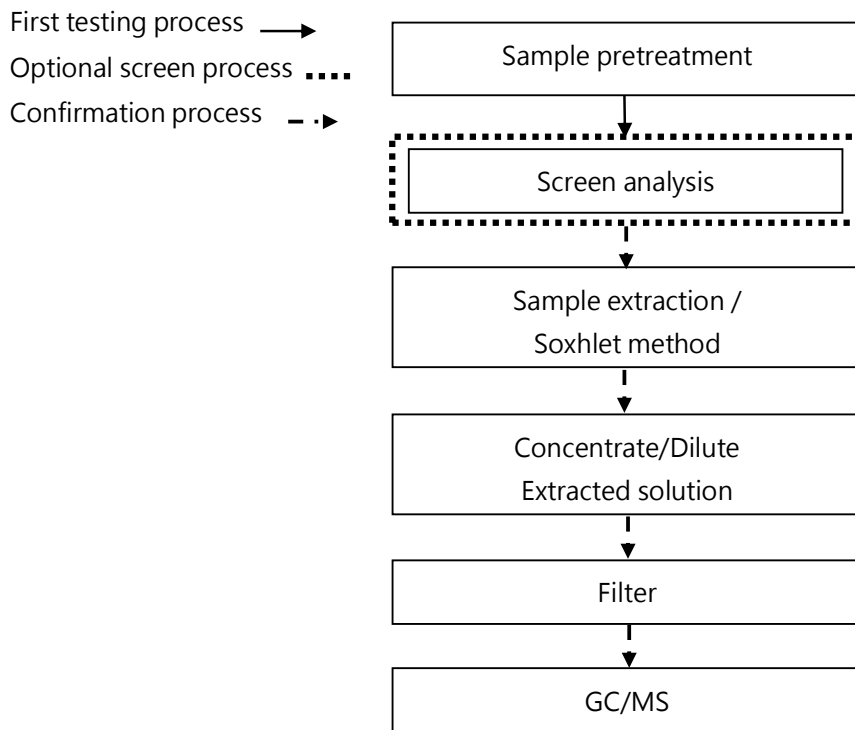 First testing process
Optional screen process
Confirmation process
Sample pretreatment
Screen analysis
Sample extraction /
Soxhlet method
Concentrate/Dilute
Extracted solution
Filter
GC/MS